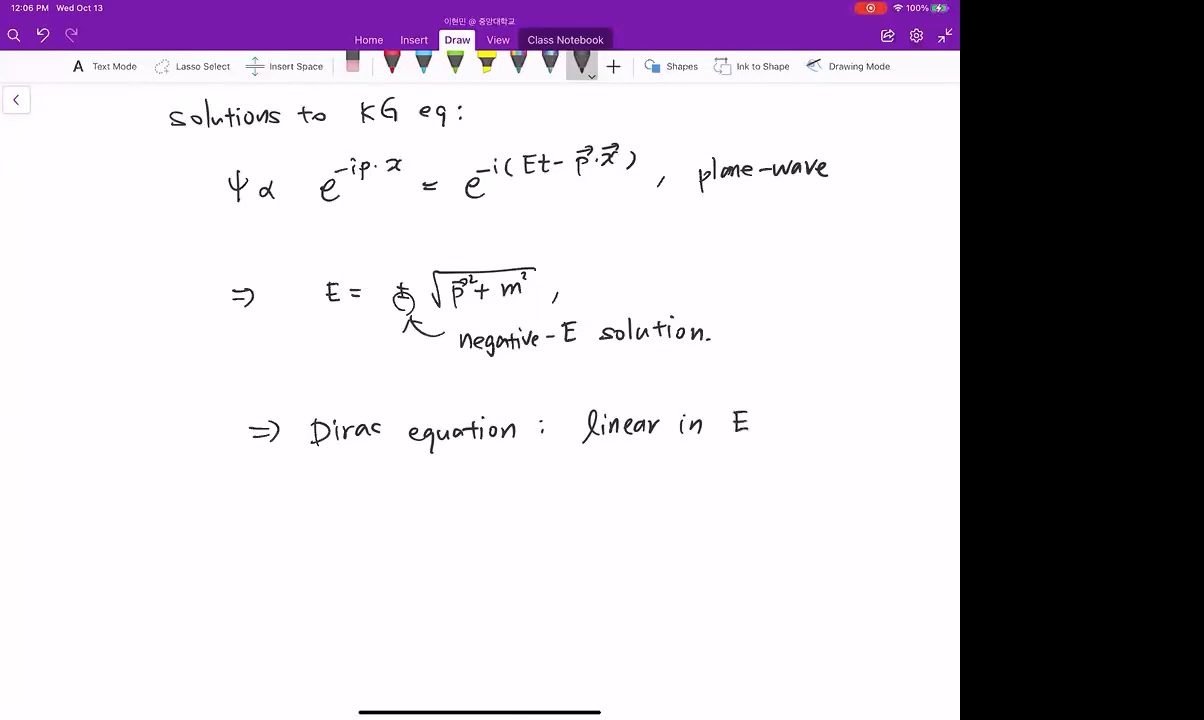 12:06 PM Wed Oct 13 100%
이현민 @ 중앙대학교
Home Insert Draw View Class Notebook
A Text Mode Lasso Select Insert Space Shapes Ink to Shape Drawing Mode
solutions to KG eq:
ψ ∝ e^{-ip·x} = e^{-i(Et-p⃗·x⃗)}, plane-wave
⇒ E = ± √(p⃗² + m²),
negative-E solution.
⇒ Dirac equation : linear in E